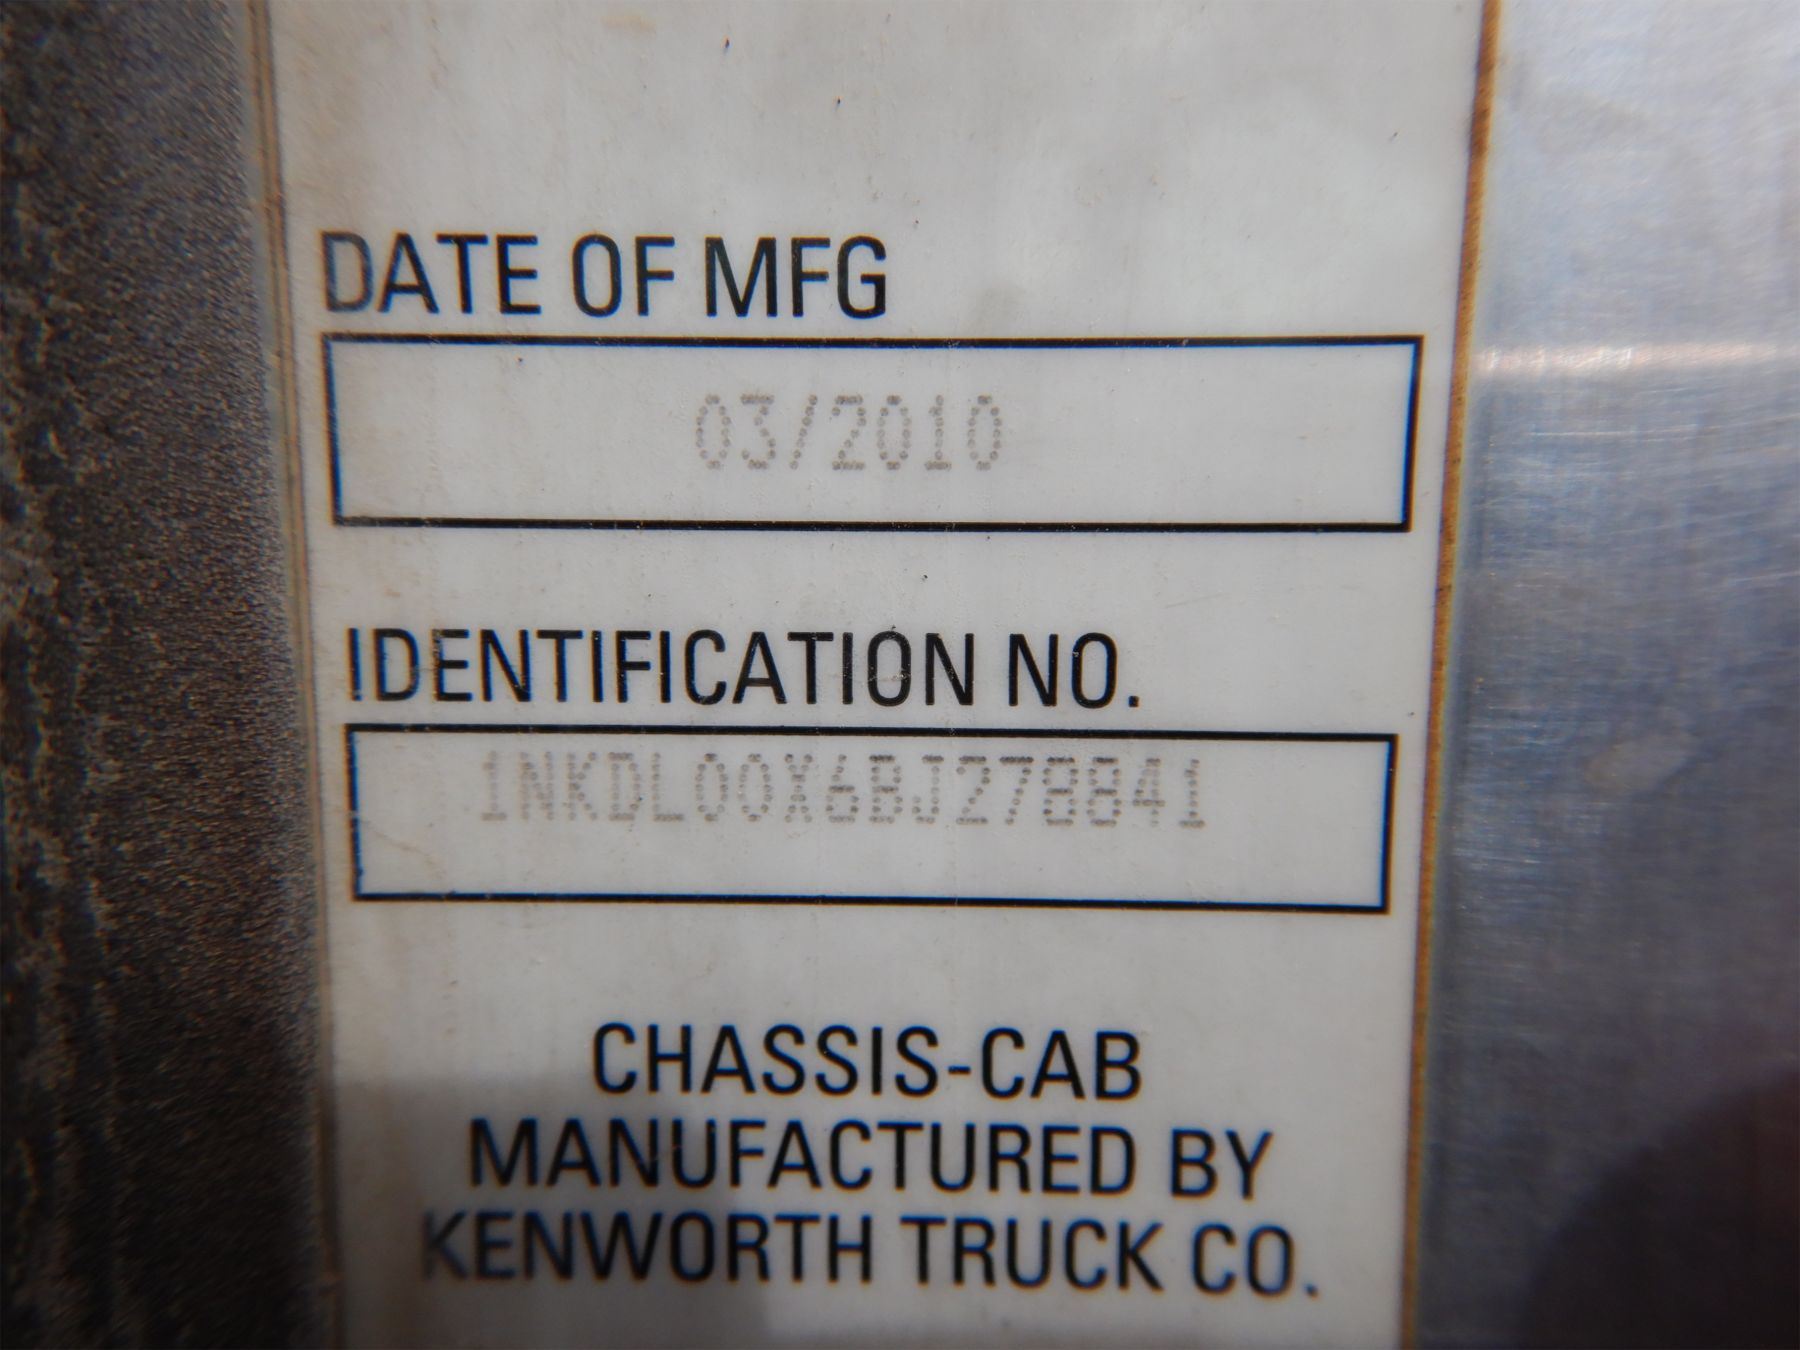 DATE OF MFG
03/2010
IDENTIFICATION NO.
1NKDL00X6BJ278841
CHASSIS-CAB
MANUFACTURED BY
KENWORTH TRUCK CO.